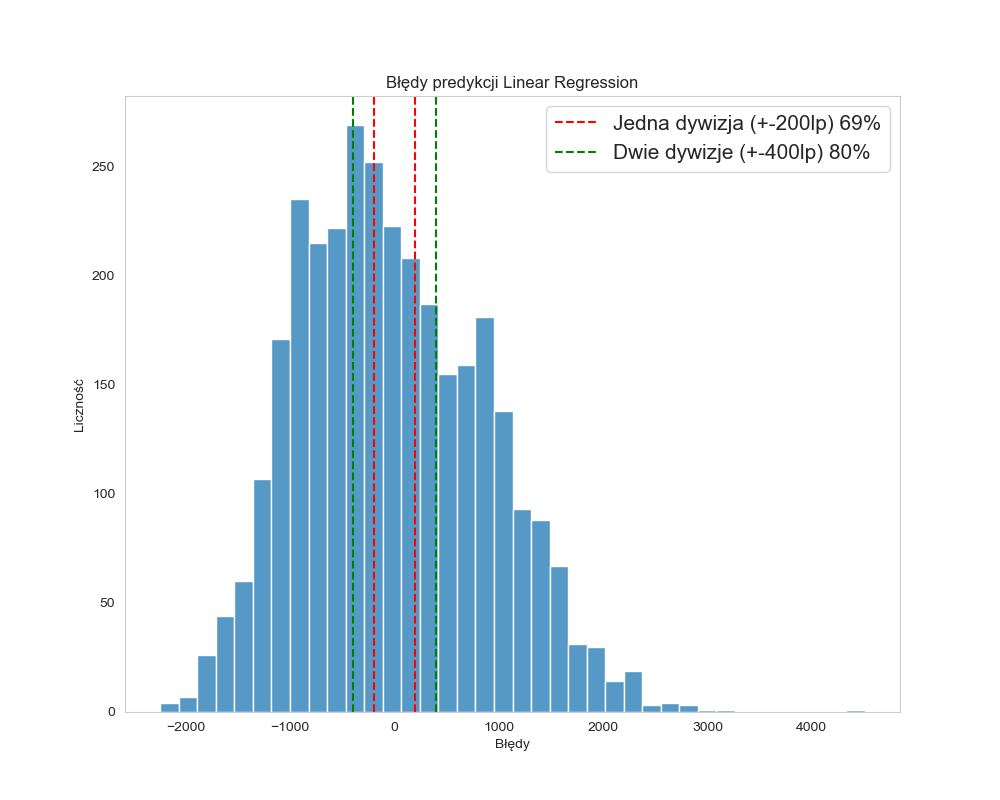 Błędy predykcji Linear Regression
Jedna dywizja (+-200lp) 69%
Dwie dywizje (+-400lp) 80%
250
200
150
100
50
0
Liczność
−2000
−1000
0
1000
2000
3000
4000
Błędy